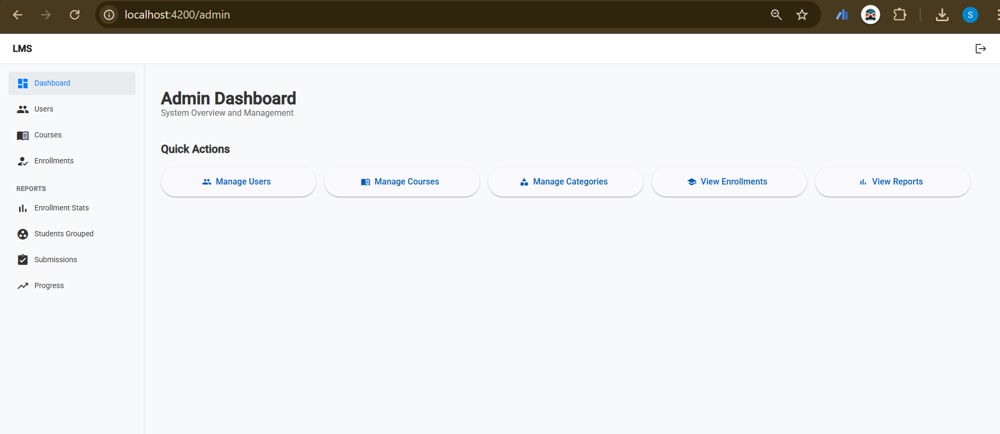 localhost:4200/admin
S
LMS
Dashboard
Users
Courses
Enrollments
REPORTS
Enrollment Stats
Students Grouped
Submissions
Progress
Admin Dashboard
System Overview and Management
Quick Actions
Manage Users
Manage Courses
Manage Categories
View Enrollments
View Reports